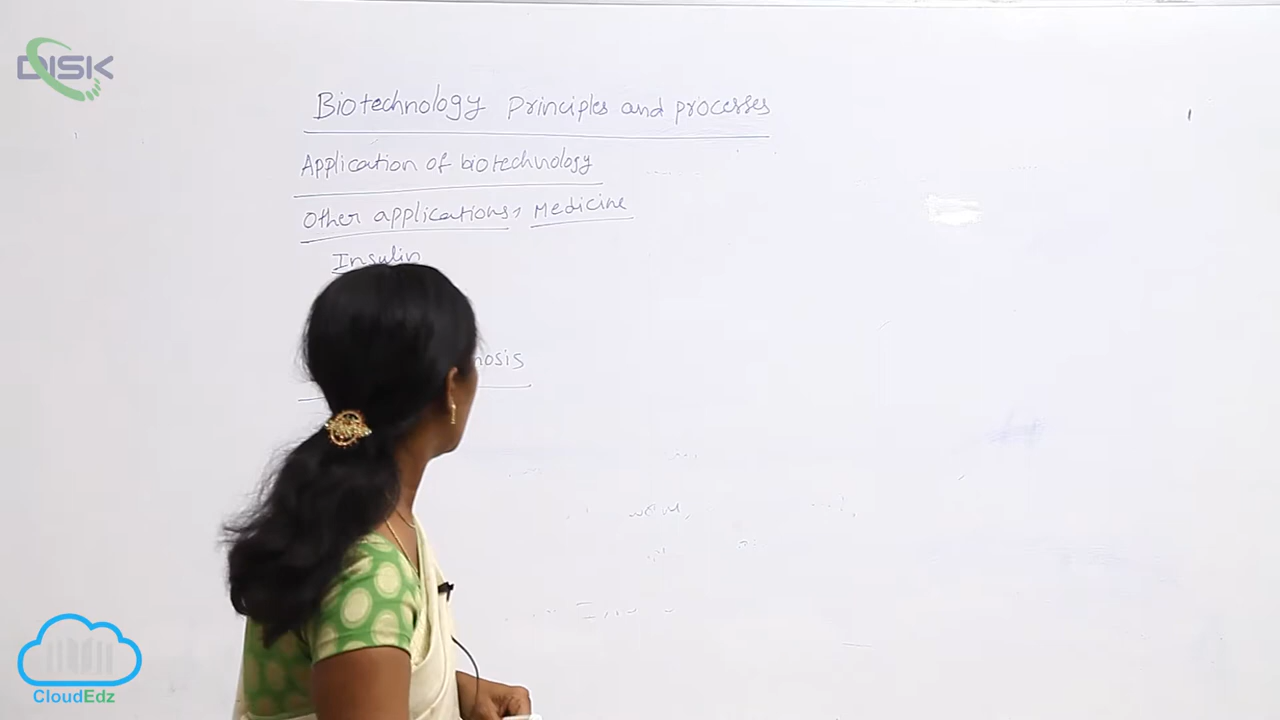 DISK
Biotechnology Principles and processes
Application of biotechnology
Other applications, Medicine
Insulin
nosis
CloudEdz